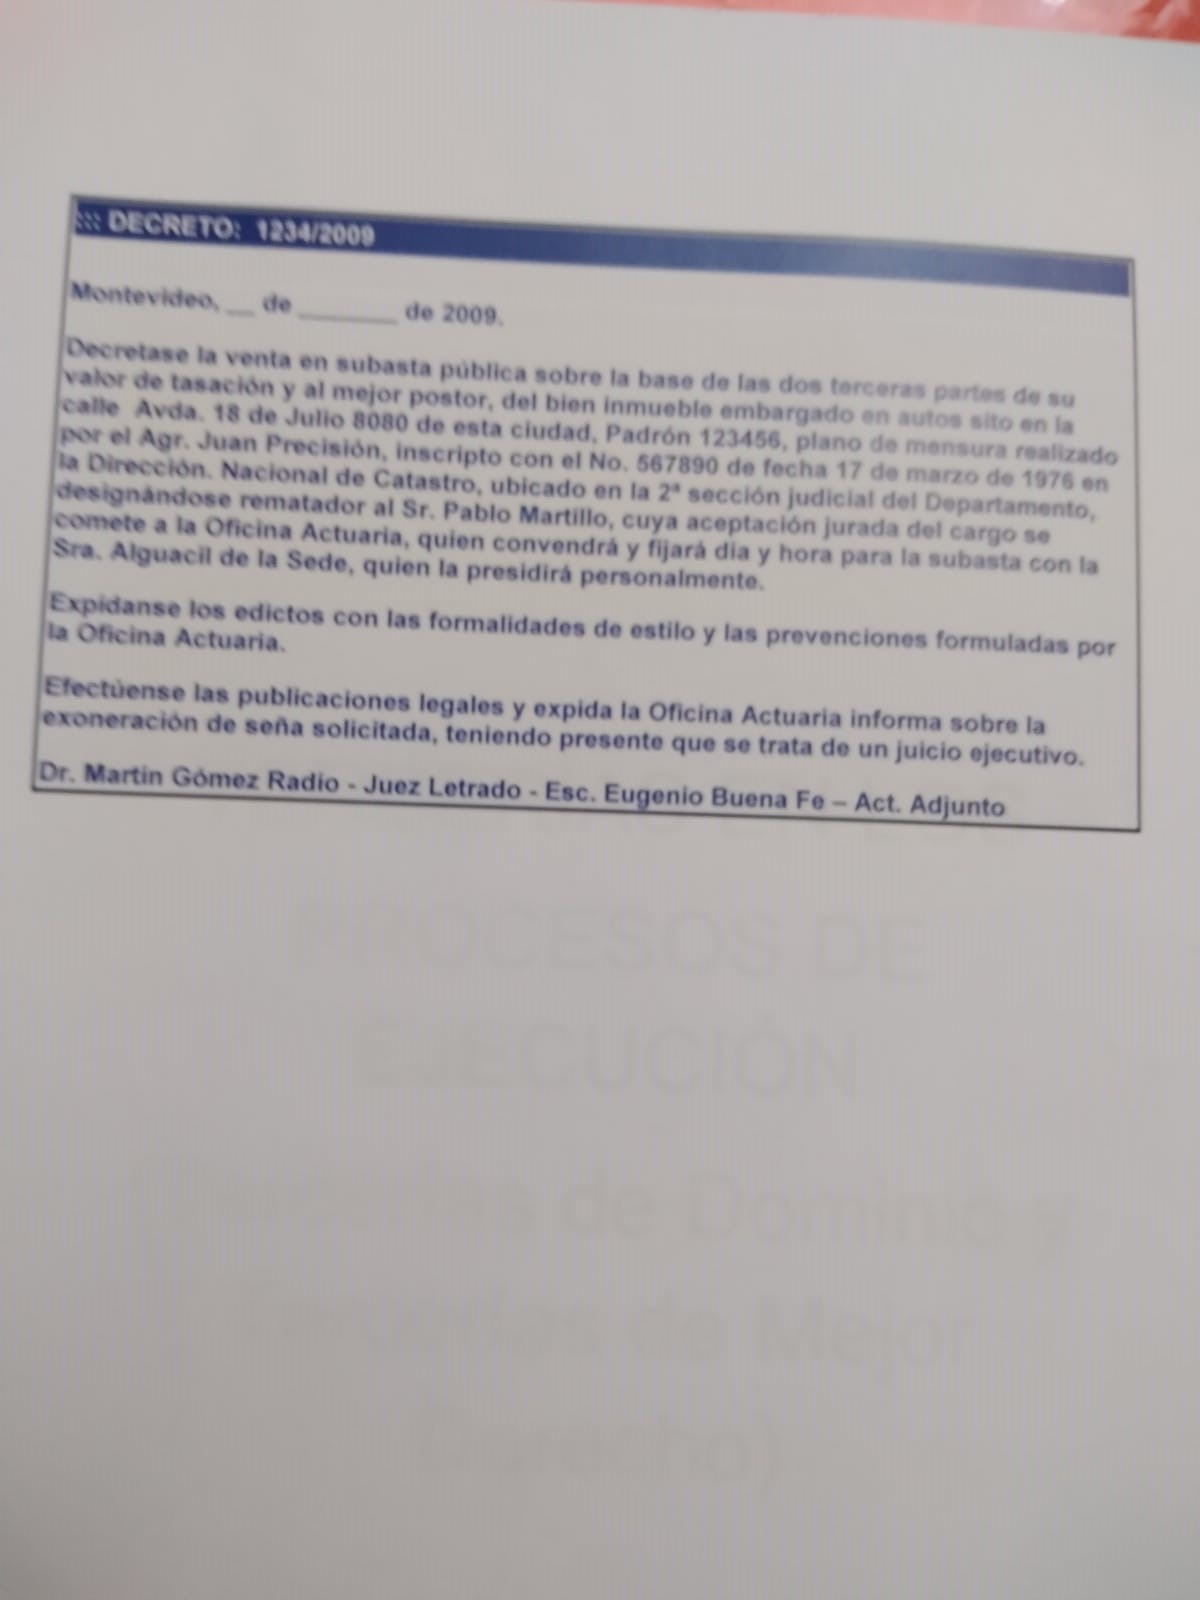 ::: DECRETO: 1234/2009
Montevideo, __ de _______ de 2009.
Decretase la venta en subasta pública sobre la base de las dos terceras partes de su
valor de tasación y al mejor postor, del bien inmueble embargado en autos sito en la
calle Avda. 18 de Julio 8080 de esta ciudad, Padrón 123456, plano de mensura realizado
por el Agr. Juan Precisión, inscripto con el No. 567890 de fecha 17 de marzo de 1976 en
la Dirección. Nacional de Catastro, ubicado en la 2ª sección judicial del Departamento,
designándose rematador al Sr. Pablo Martillo, cuya aceptación jurada del cargo se
comete a la Oficina Actuaria, quien convendrá y fijará dia y hora para la subasta con la
Sra. Alguacil de la Sede, quien la presidirá personalmente.
Expidanse los edictos con las formalidades de estilo y las prevenciones formuladas por
la Oficina Actuaria.
Efectúense las publicaciones legales y expida la Oficina Actuaria informa sobre la
exoneración de seña solicitada, teniendo presente que se trata de un juicio ejecutivo.
Dr. Martin Gómez Radio - Juez Letrado - Esc. Eugenio Buena Fe – Act. Adjunto
PROCESOS DE
EJECUCIÓN
de Dominio y
de Mejor
Derecho)